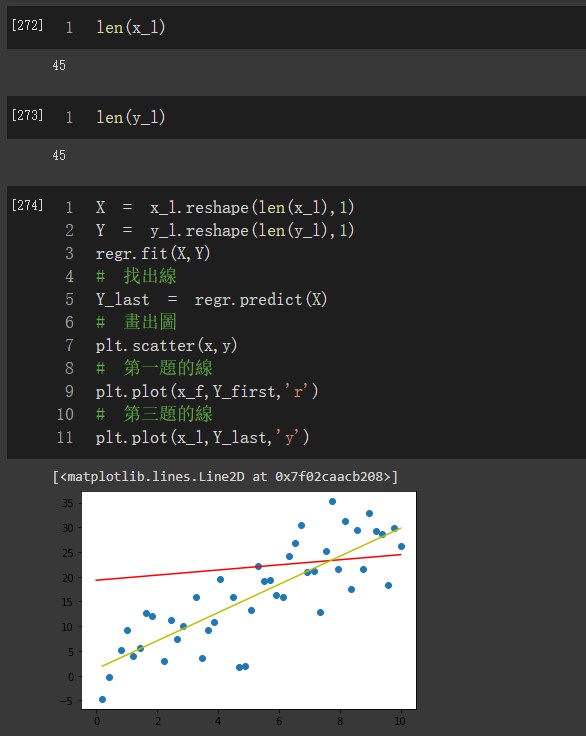 [272] 1 len(x_l)
45
[273] 1 len(y_l)
45
[274] 1 X = x_l.reshape(len(x_l),1)
2 Y = y_l.reshape(len(y_l),1)
3 regr.fit(X,Y)
4 # 找出線
5 Y_last = regr.predict(X)
6 # 畫出圖
7 plt.scatter(x,y)
8 # 第一題的線
9 plt.plot(x_f,Y_first,'r')
10 # 第三題的線
11 plt.plot(x_l,Y_last,'y')
[<matplotlib.lines.Line2D at 0x7f02caacb208>]
35
30
25
20
15
10
5
0
−5
0 2 4 6 8 10